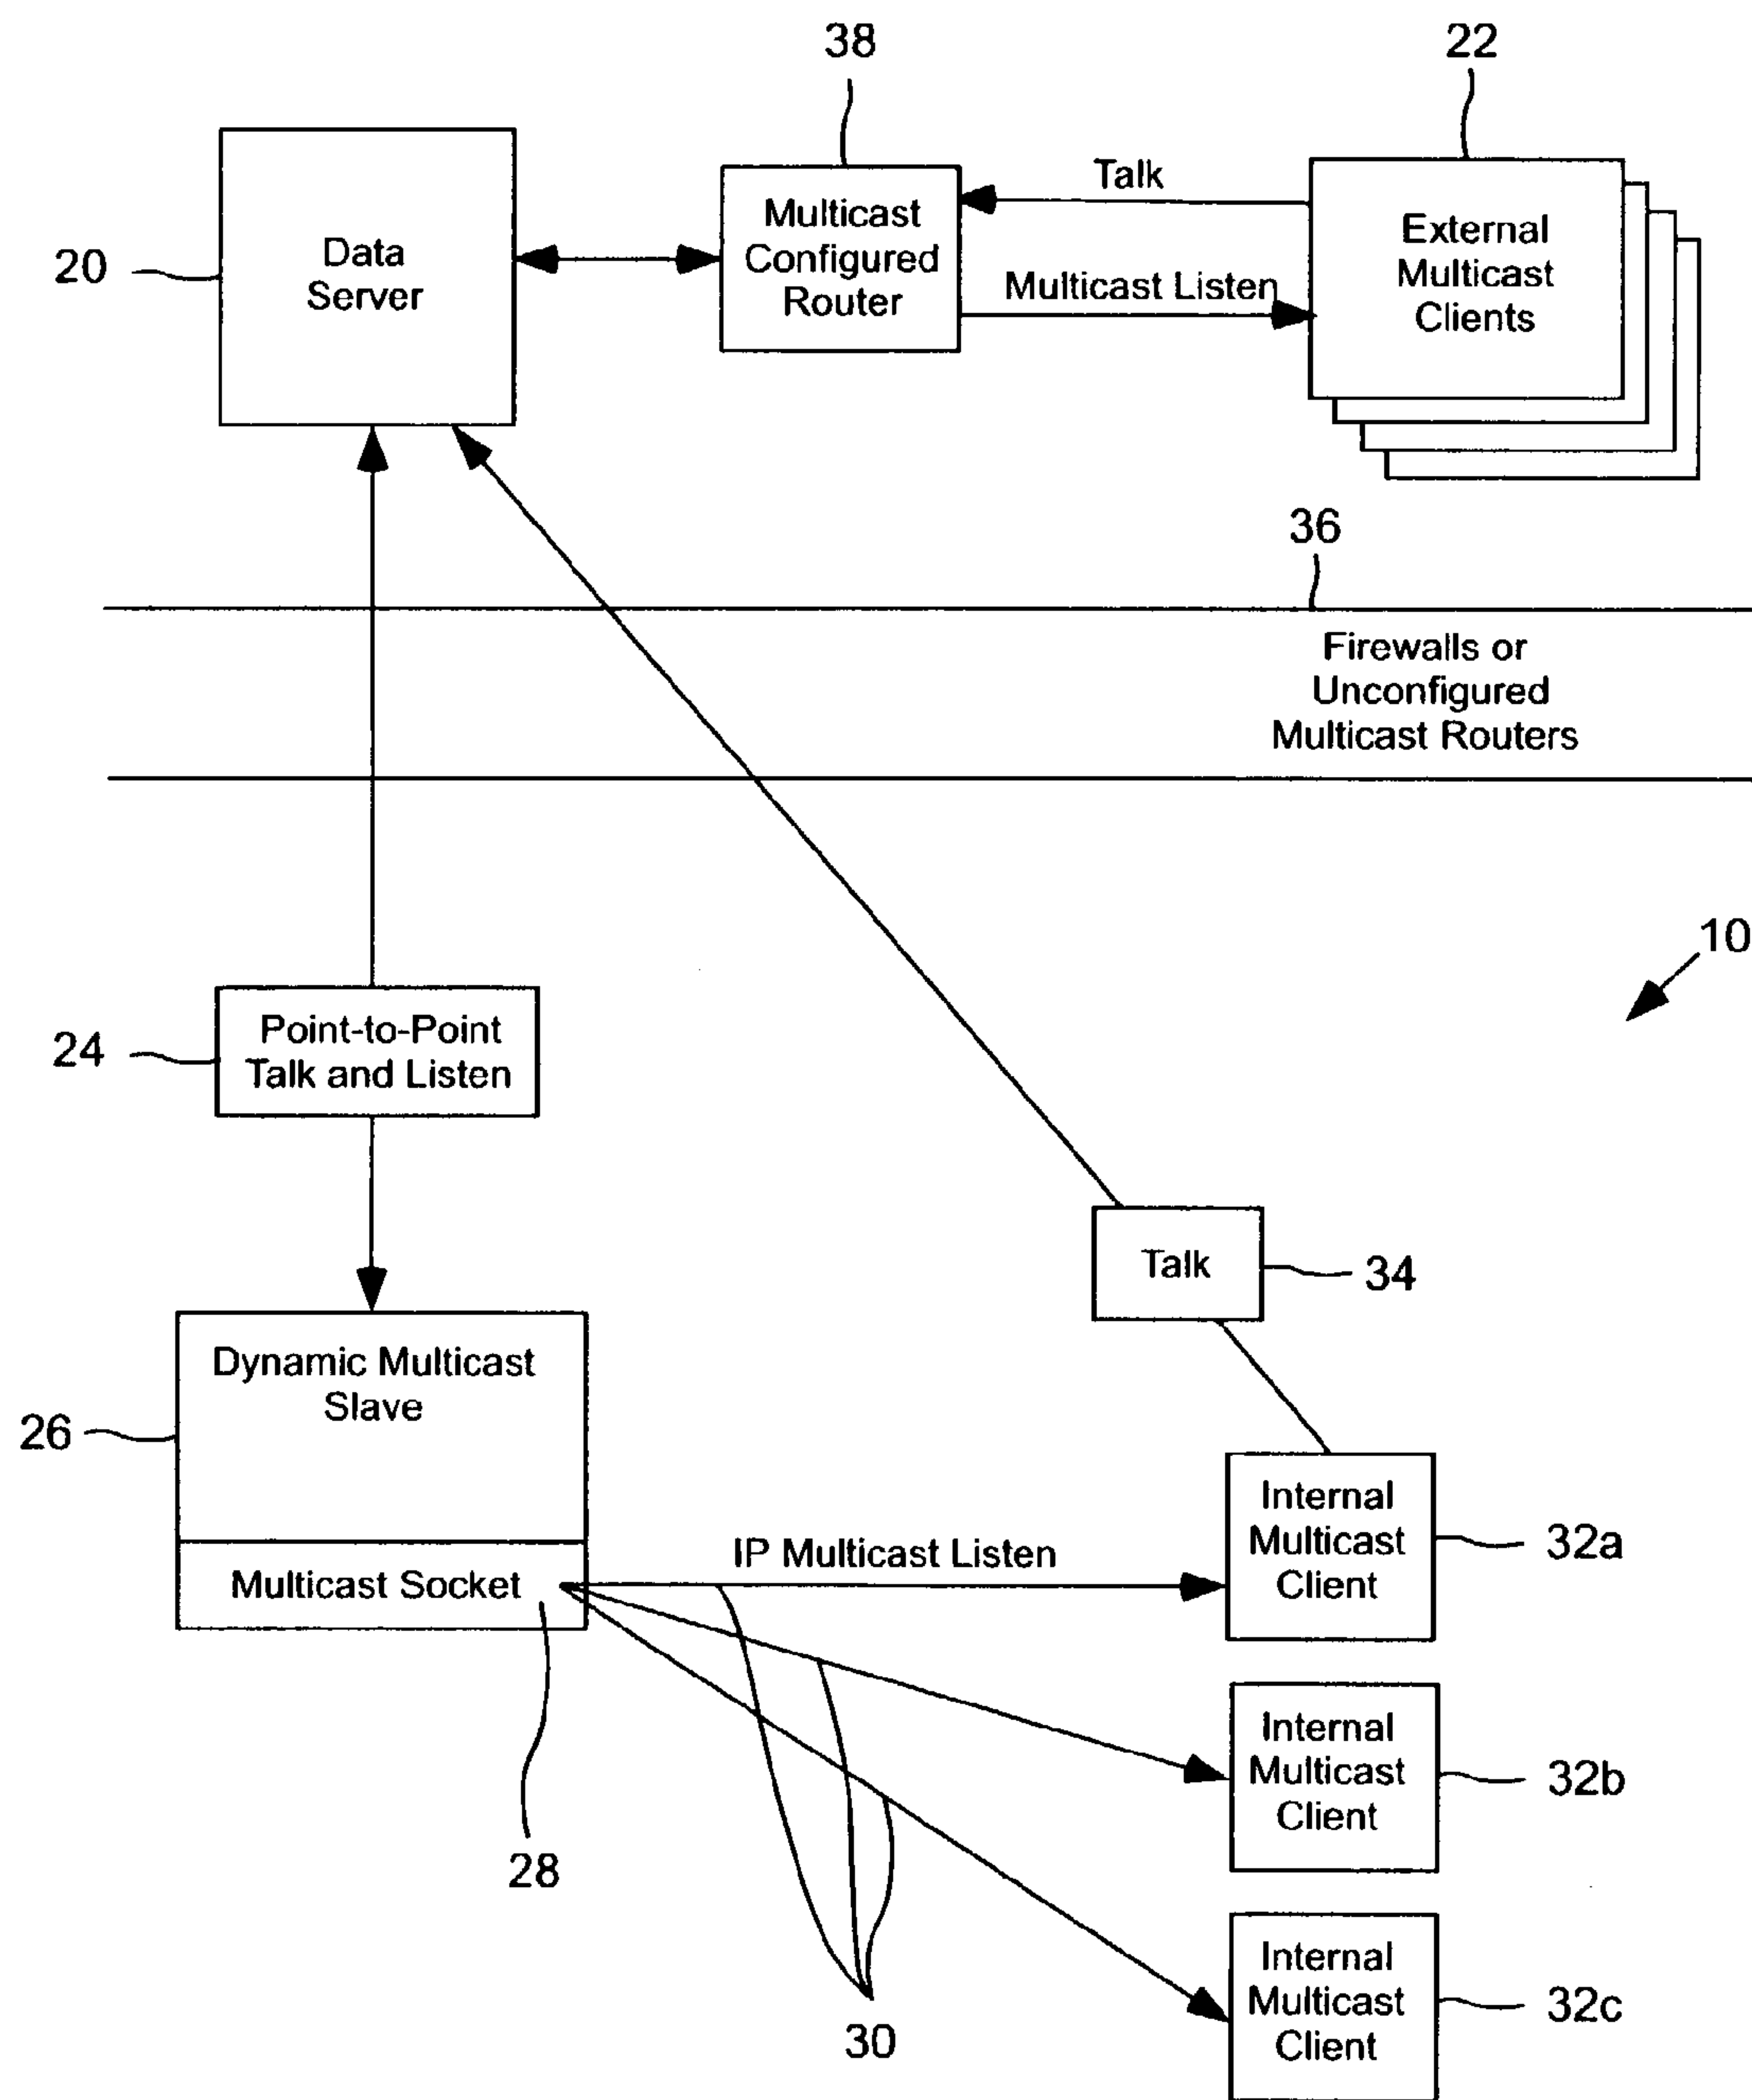 38
22
20
Data
Server
Multicast
Configured
Router
Talk
Multicast Listen
External
Multicast
Clients
36
Firewalls or
Unconfigured
Multicast Routers
10
24
Point-to-Point
Talk and Listen
Talk
34
26
Dynamic Multicast
Slave
Multicast Socket
28
IP Multicast Listen
30
Internal
Multicast
Client
32a
Internal
Multicast
Client
32b
Internal
Multicast
Client
32c